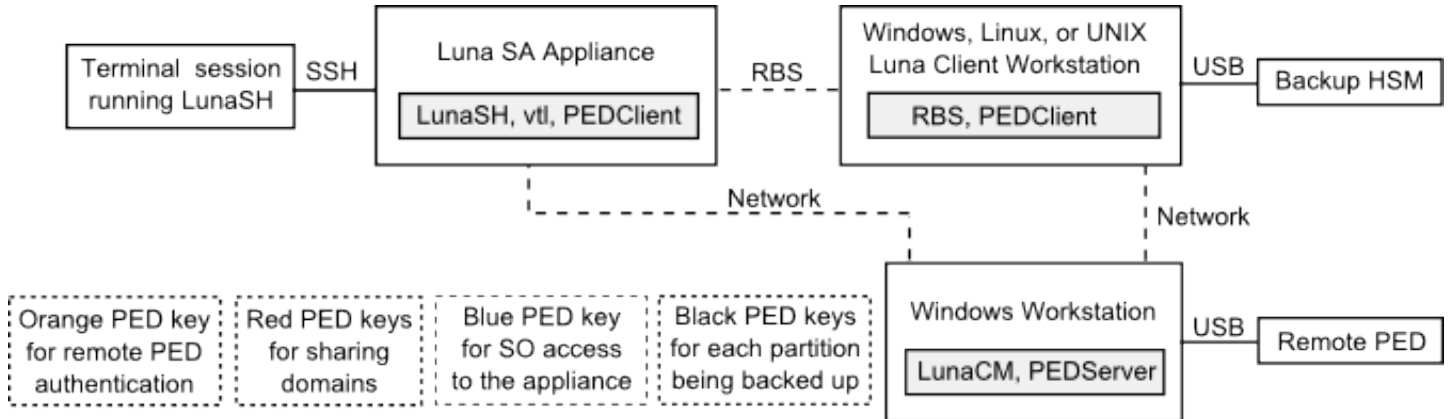 Terminal session
running LunaSH
SSH
Luna SA Appliance
LunaSH, vtl, PEDClient
RBS
Windows, Linux, or UNIX
Luna Client Workstation
RBS, PEDClient
USB
Backup HSM
Network
Network
Orange PED key
for remote PED
authentication
Red PED keys
for sharing
domains
Blue PED key
for SO access
to the appliance
Black PED keys
for each partition
being backed up
Windows Workstation
LunaCM, PEDServer
USB
Remote PED